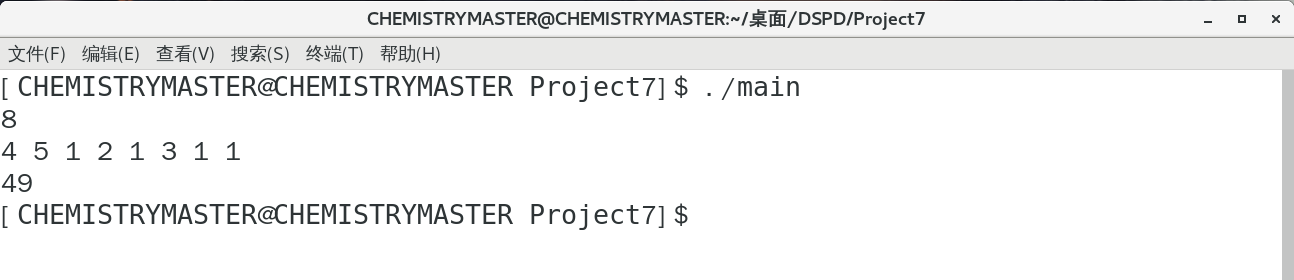 CHEMISTRYMASTER@CHEMISTRYMASTER:~/桌面/DSPD/Project7
文件(F) 编辑(E) 查看(V) 搜索(S) 终端(T) 帮助(H)
[ CHEMISTRYMASTER@CHEMISTRYMASTER Project7] $ ./main
8
4 5 1 2 1 3 1 1
49
[ CHEMISTRYMASTER@CHEMISTRYMASTER Project7] $